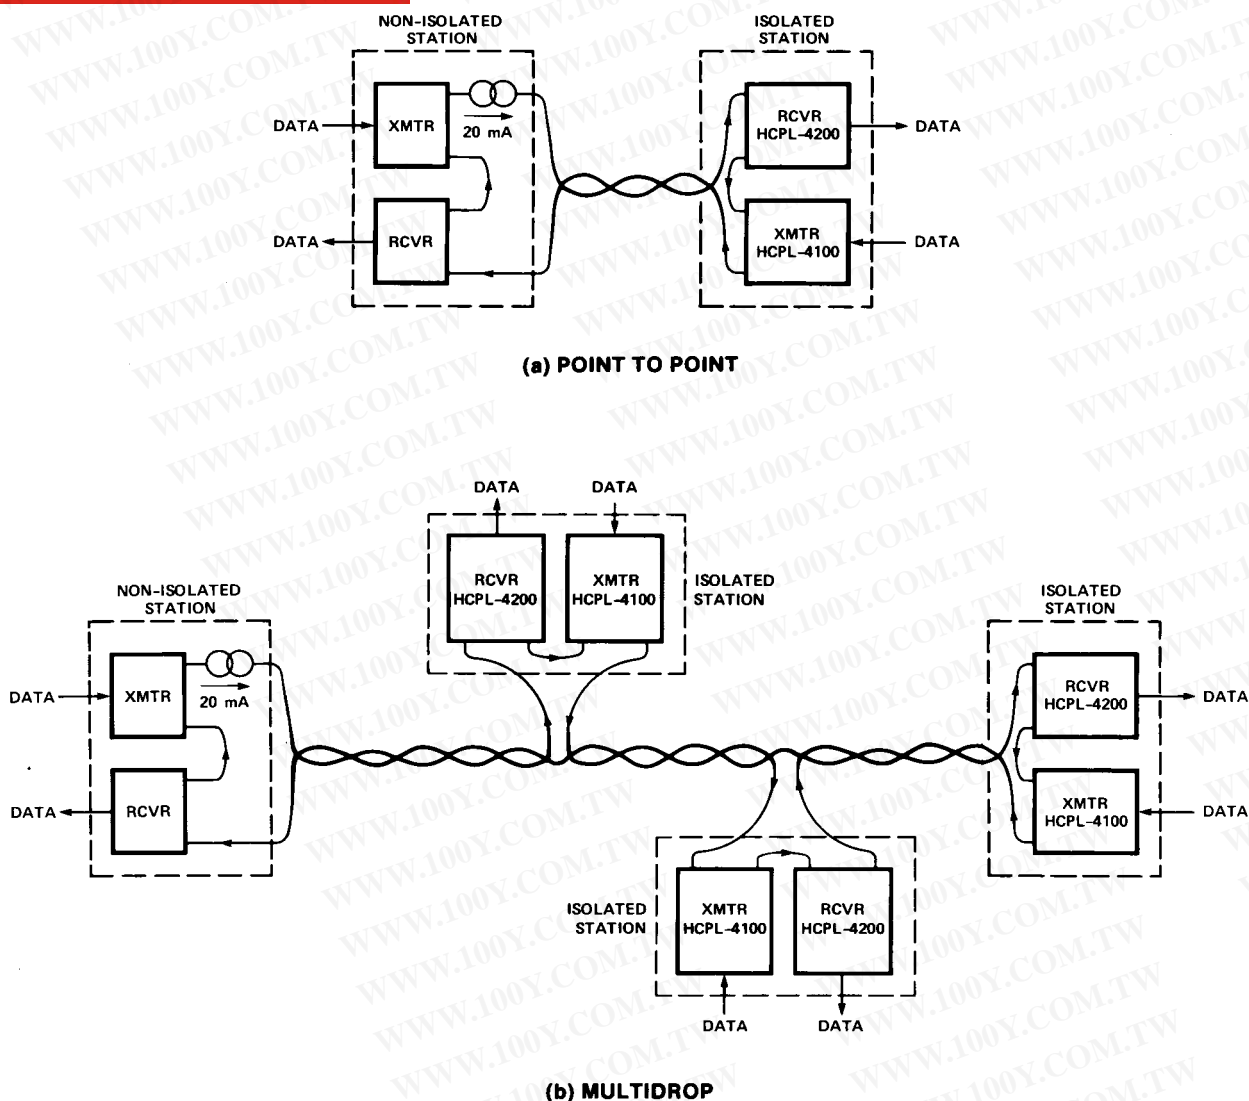 NON-ISOLATED
STATION
ISOLATED
STATION
DATA
XMTR
20 mA
RCVR
HCPL-4200
DATA
DATA
RCVR
XMTR
HCPL-4100
DATA
(a) POINT TO POINT
DATA
DATA
RCVR
HCPL-4200
XMTR
HCPL-4100
ISOLATED
STATION
NON-ISOLATED
STATION
ISOLATED
STATION
DATA
XMTR
20 mA
RCVR
HCPL-4200
DATA
DATA
RCVR
XMTR
HCPL-4100
DATA
ISOLATED
STATION
XMTR
HCPL-4100
RCVR
HCPL-4200
DATA
DATA
(b) MULTIDROP
WWW.100Y.COM.TW